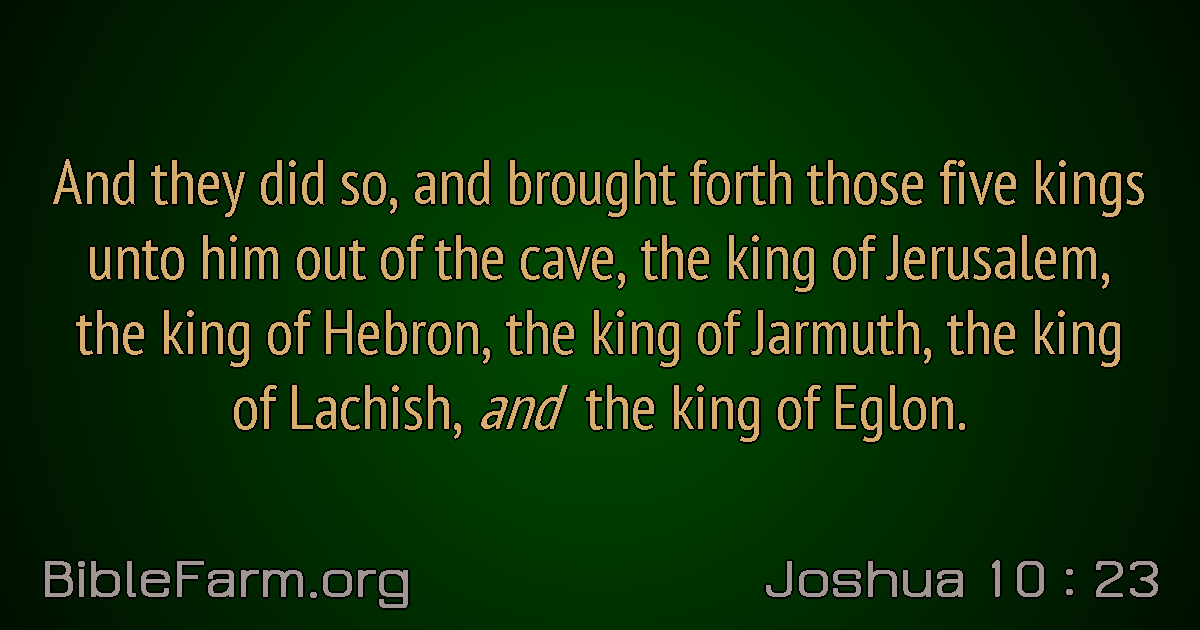 And they did so, and brought forth those five kings
unto him out of the cave, the king of Jerusalem,
the king of Hebron, the king of Jarmuth, the king
of Lachish, and the king of Eglon.
BibleFarm.org
Joshua 10 : 23